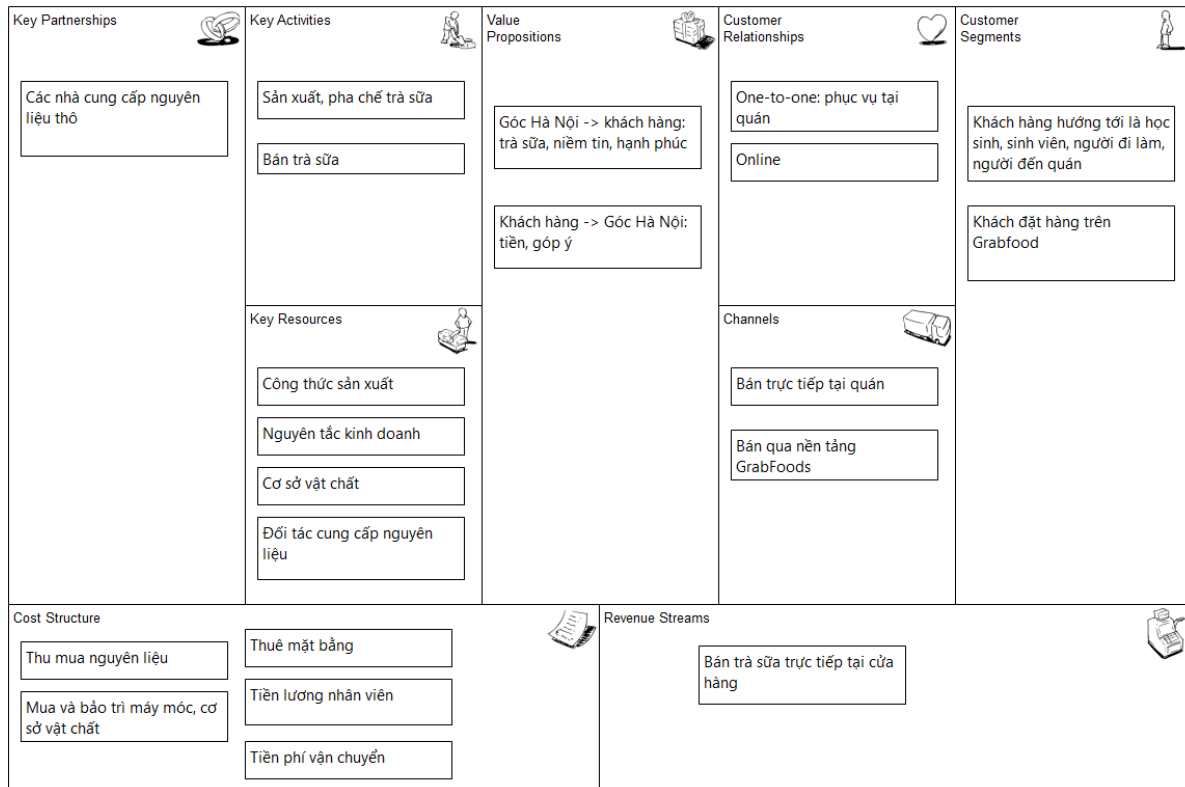 Key Partnerships
Các nhà cung cấp nguyên
liệu thô
Key Activities
Sản xuất, pha chế trà sữa
Bán trà sữa
Key Resources
Công thức sản xuất
Nguyên tắc kinh doanh
Cơ sở vật chất
Đối tác cung cấp nguyên
liệu
Value
Propositions
Góc Hà Nội -> khách hàng:
trà sữa, niềm tin, hạnh phúc
Khách hàng -> Góc Hà Nội:
tiền, góp ý
Customer
Relationships
One-to-one: phục vụ tại
quán
Online
Channels
Bán trực tiếp tại quán
Bán qua nền tảng
GrabFoods
Customer
Segments
Khách hàng hướng tới là học
sinh, sinh viên, người đi làm,
người đến quán
Khách đặt hàng trên
Grabfood
Cost Structure
Thu mua nguyên liệu
Mua và bảo trì máy móc, cơ
sở vật chất
Thuê mặt bằng
Tiền lương nhân viên
Tiền phí vận chuyển
Revenue Streams
Bán trà sữa trực tiếp tại cửa
hàng